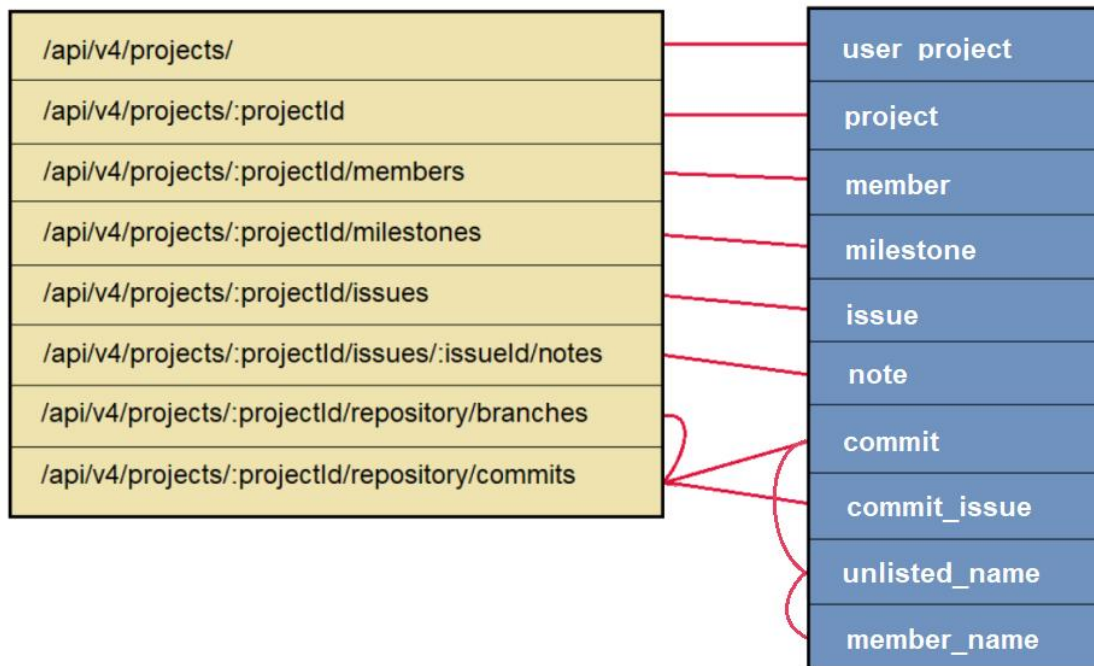 /api/v4/projects/
/api/v4/projects/:projectId
/api/v4/projects/:projectId/members
/api/v4/projects/:projectId/milestones
/api/v4/projects/:projectId/issues
/api/v4/projects/:projectId/issues/:issueId/notes
/api/v4/projects/:projectId/repository/branches
/api/v4/projects/:projectId/repository/commits
user_project
project
member
milestone
issue
note
commit
commit_issue
unlisted_name
member_name